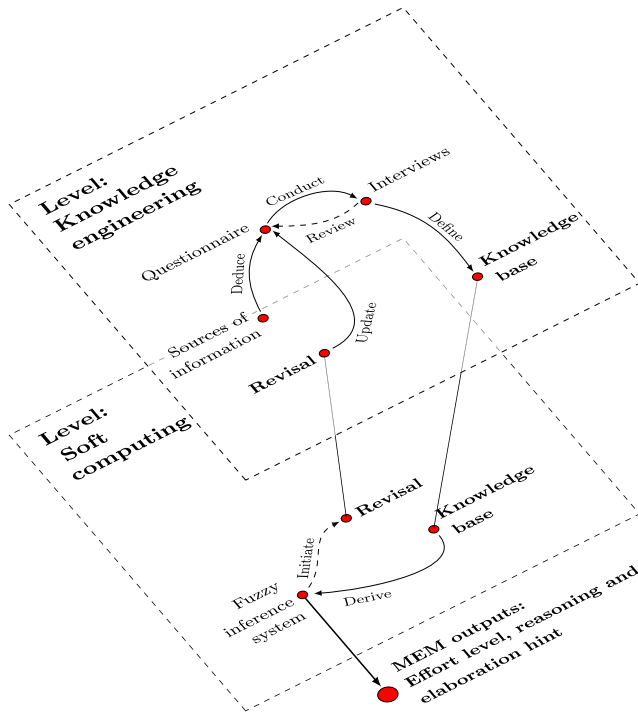 Level:
Knowledge
engineering
Conduct
Interviews
Review
Questionnaire
Define
Knowledge
base
Deduce
Sources of
information
Update
Revisal
Level:
Soft
computing
Revisal
Knowledge
base
Initiate
Fuzzy
inference
system
Derive
MEM outputs:
Effort level, reasoning and
elaboration hint